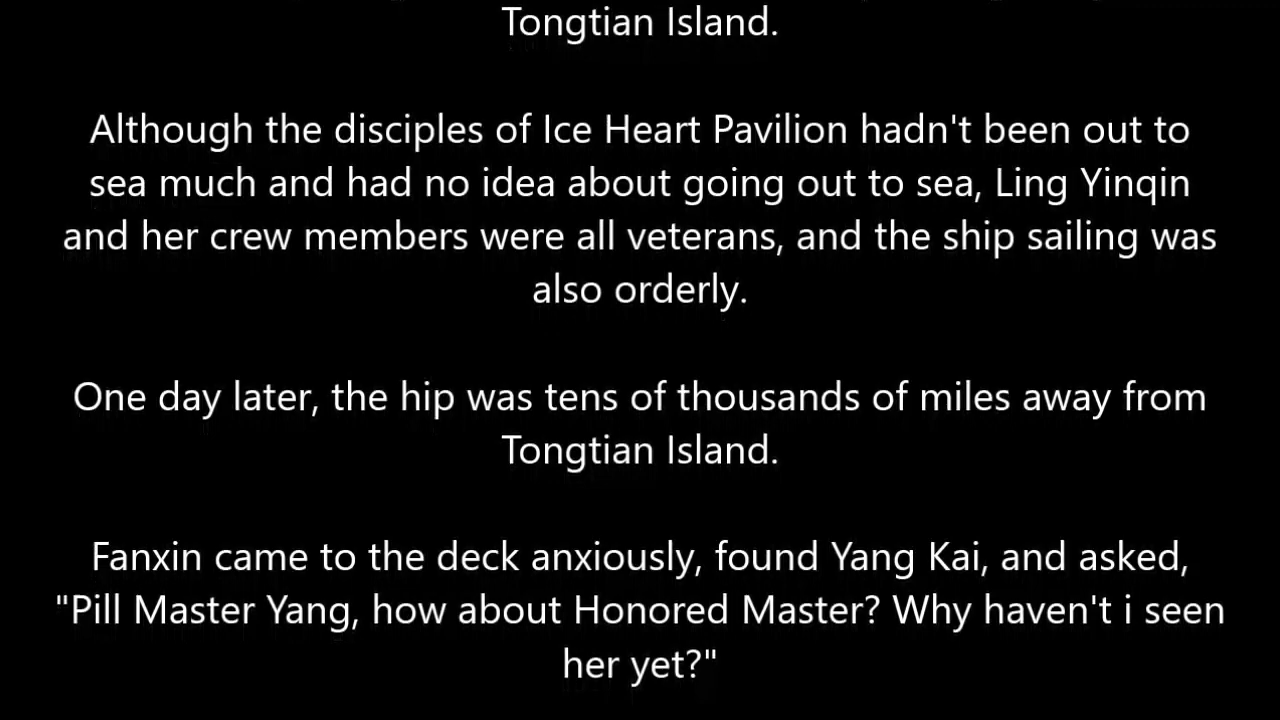 Tongtian Island.
Although the disciples of Ice Heart Pavilion hadn't been out to
sea much and had no idea about going out to sea, Ling Yinqin
and her crew members were all veterans, and the ship sailing was
also orderly.
One day later, the hip was tens of thousands of miles away from
Tongtian Island.
Fanxin came to the deck anxiously, found Yang Kai, and asked,
"Pill Master Yang, how about Honored Master? Why haven't i seen
her yet?"